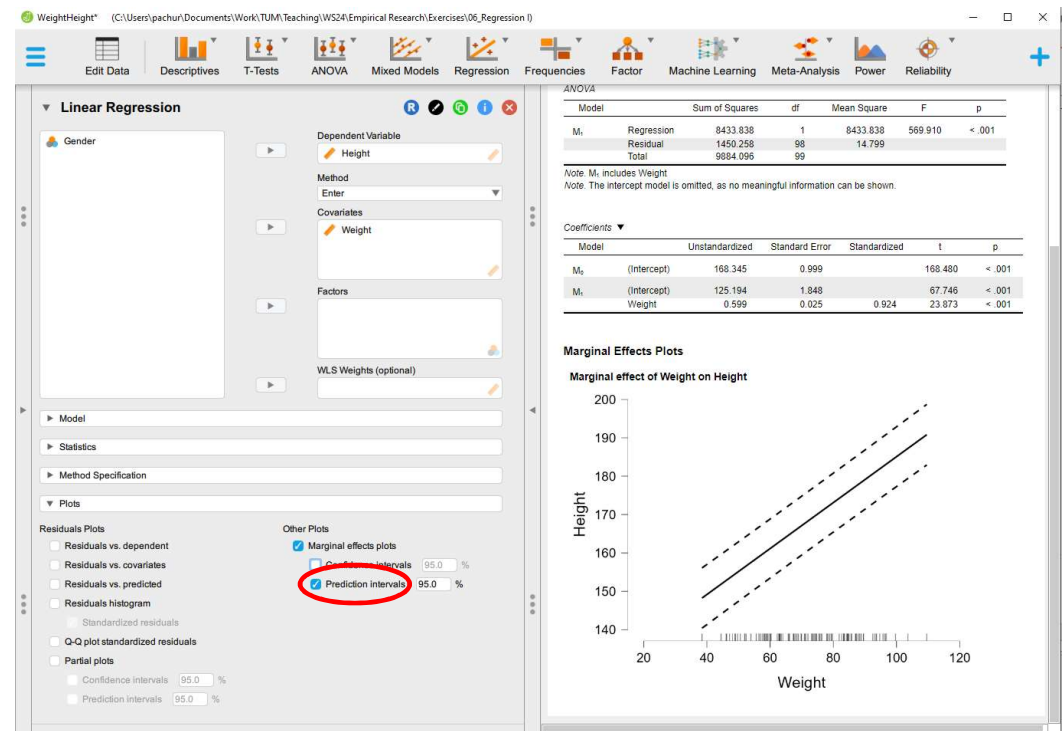 WeightHeight* (C:\Users\pachur\Documents\Work\TUM\Teaching\WS24\Empirical Research\Exercises\06_Regression I)
Edit Data Descriptives T-Tests ANOVA Mixed Models Regression Frequencies Factor Machine Learning Meta-Analysis Power Reliability
Linear Regression
R i
Gender
Dependent Variable
Height
Method
Enter
Covariates
Weight
Factors
WLS Weights (optional)
Model
Statistics
Method Specification
Plots
Residuals Plots
Residuals vs. dependent
Residuals vs. covariates
Residuals vs. predicted
Residuals histogram
Standardized residuals
Q-Q plot standardized residuals
Partial plots
Confidence intervals 95.0 %
Prediction intervals 95.0 %
Other Plots
Marginal effects plots
Confidence intervals 95.0 %
Prediction intervals 95.0 %
ANOVA
Model Sum of Squares df Mean Square F p
M₁ Regression 8433.838 1 8433.838 569.910 < .001
Residual 1450.258 98 14.799
Total 9884.096 99
Note. M₁ includes Weight
Note. The intercept model is omitted, as no meaningful information can be shown.
Coefficients ▼
Model Unstandardized Standard Error Standardized t p
M₀ (Intercept) 168.345 0.999 168.480 < .001
M₁ (Intercept) 125.194 1.848 67.746 < .001
Weight 0.599 0.025 0.924 23.873 < .001
Marginal Effects Plots
Marginal effect of Weight on Height
200
190
180
170
160
150
140
Height
20 40 60 80 100 120
Weight